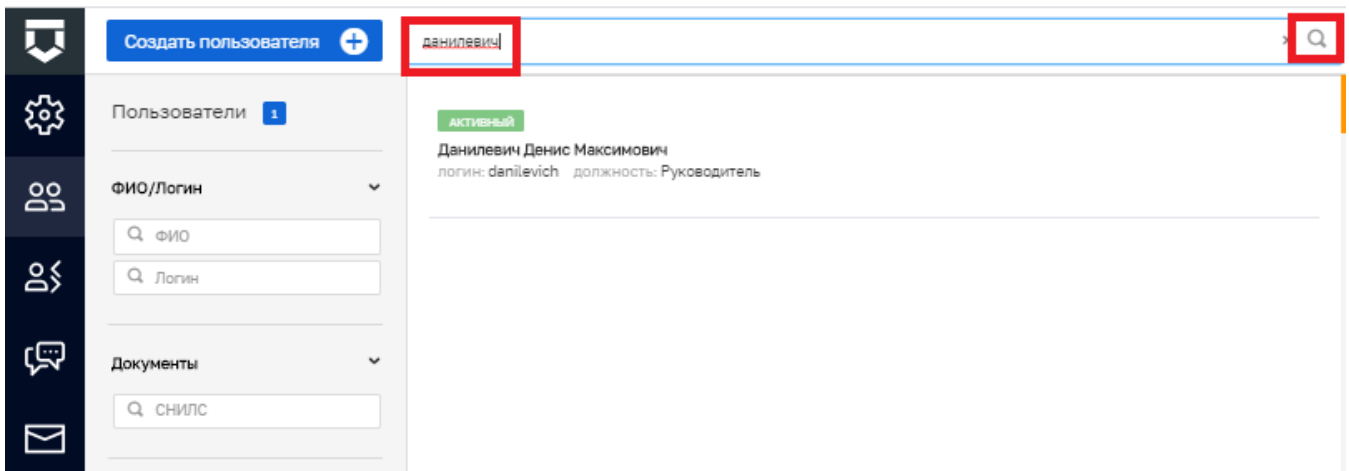 Создать пользователя
данилевич
Пользователи 1
ФИО/Логин
ФИО
Логин
Документы
СНИЛС
АКТИВНЫЙ
Данилевич Денис Максимович
логин: danilevich должность: Руководитель